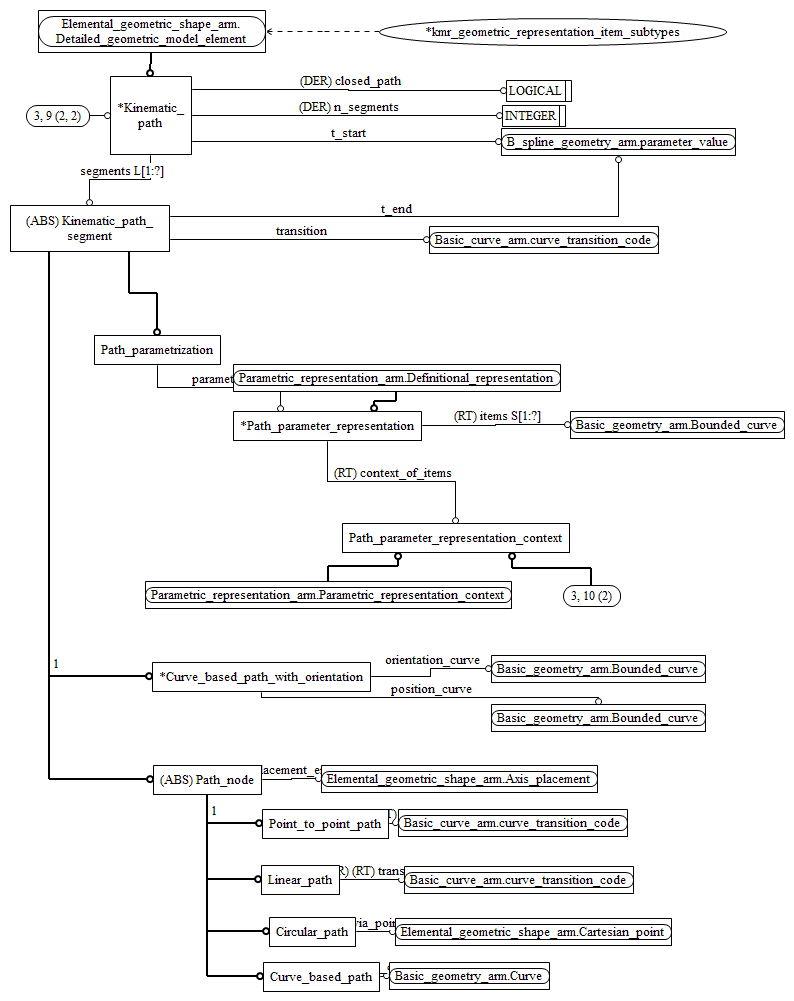 Elemental_geometric_shape_arm.
Detailed_geometric_model_element
*kmr_geometric_representation_item_subtypes
(DER) closed_path
LOGICAL
*Kinematic_
path
3, 9 (2, 2)
(DER) n_segments
INTEGER
t_start
B_spline_geometry_arm.parameter_value
segments L[1:?]
(ABS) Kinematic_path_
segment
t_end
transition
Basic_curve_arm.curve_transition_code
Path_parametrization
paramet
Parametric_representation_arm.Definitional_representation
*Path_parameter_representation
(RT) items S[1:?]
Basic_geometry_arm.Bounded_curve
(RT) context_of_items
Path_parameter_representation_context
Parametric_representation_arm.Parametric_representation_context
3, 10 (2)
1
*Curve_based_path_with_orientation
orientation_curve
Basic_geometry_arm.Bounded_curve
position_curve
Basic_geometry_arm.Bounded_curve
(ABS) Path_node
lacement_e
Elemental_geometric_shape_arm.Axis_placement
1
Point_to_point_path
)
Basic_curve_arm.curve_transition_code
Linear_path
R) (RT) trans
Basic_curve_arm.curve_transition_code
Circular_path
ia_poi
Elemental_geometric_shape_arm.Cartesian_point
Curve_based_path
Basic_geometry_arm.Curve